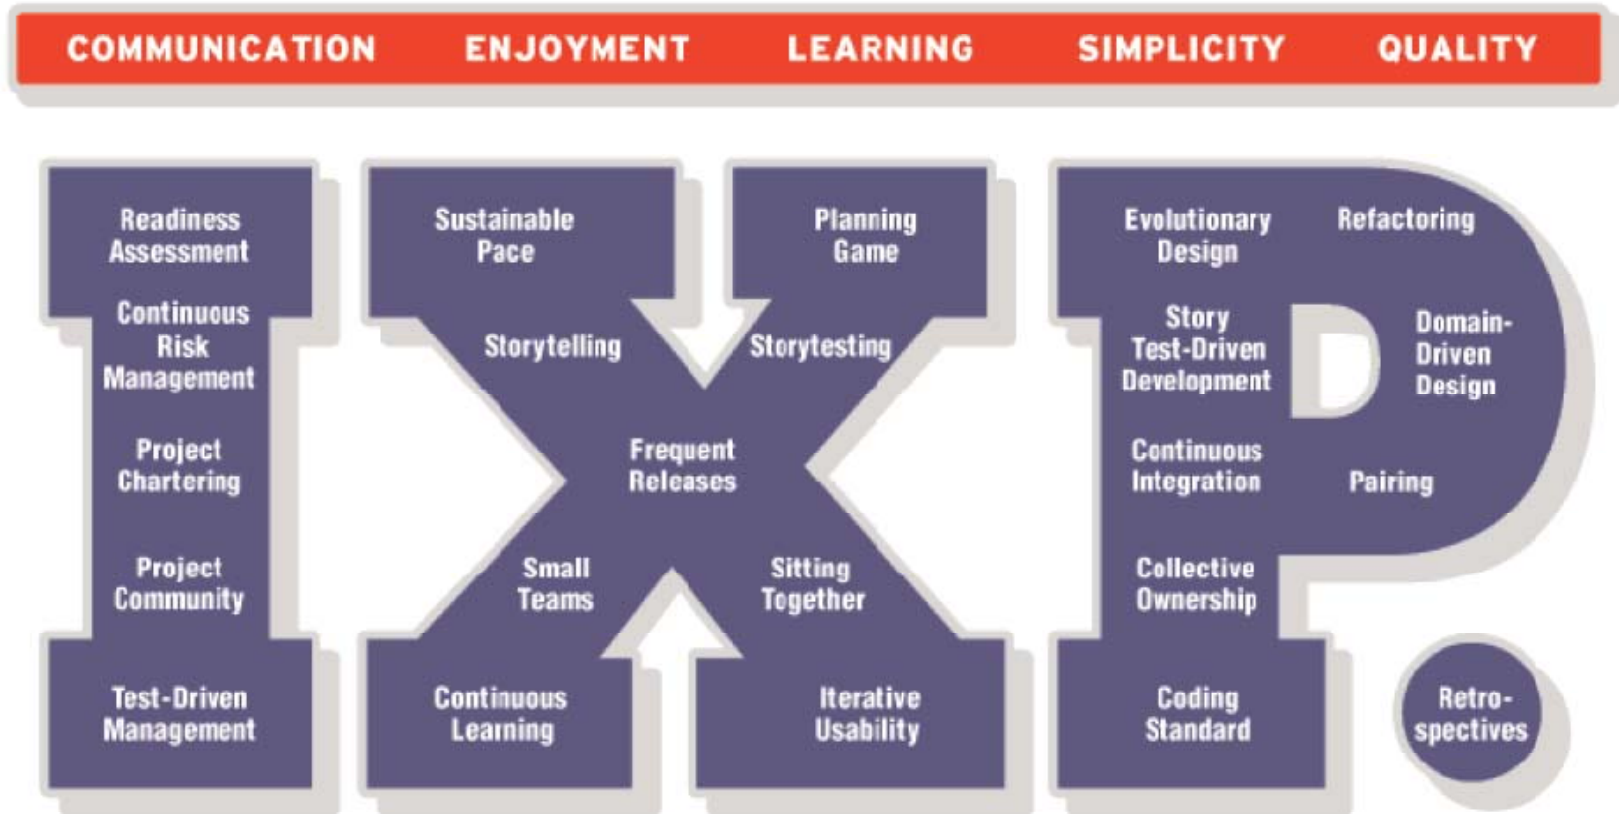 COMMUNICATION ENJOYMENT LEARNING SIMPLICITY QUALITY
Readiness
Assessment
Continuous
Risk
Management
Project
Chartering
Project
Community
Test-Driven
Management
Sustainable
Pace
Planning
Game
Storytelling
Storytesting
Frequent
Releases
Small
Teams
Sitting
Together
Continuous
Learning
Iterative
Usability
Evolutionary
Design
Refactoring
Story
Test-Driven
Development
Domain-
Driven
Design
Continuous
Integration
Pairing
Collective
Ownership
Coding
Standard
Retro-
spectives